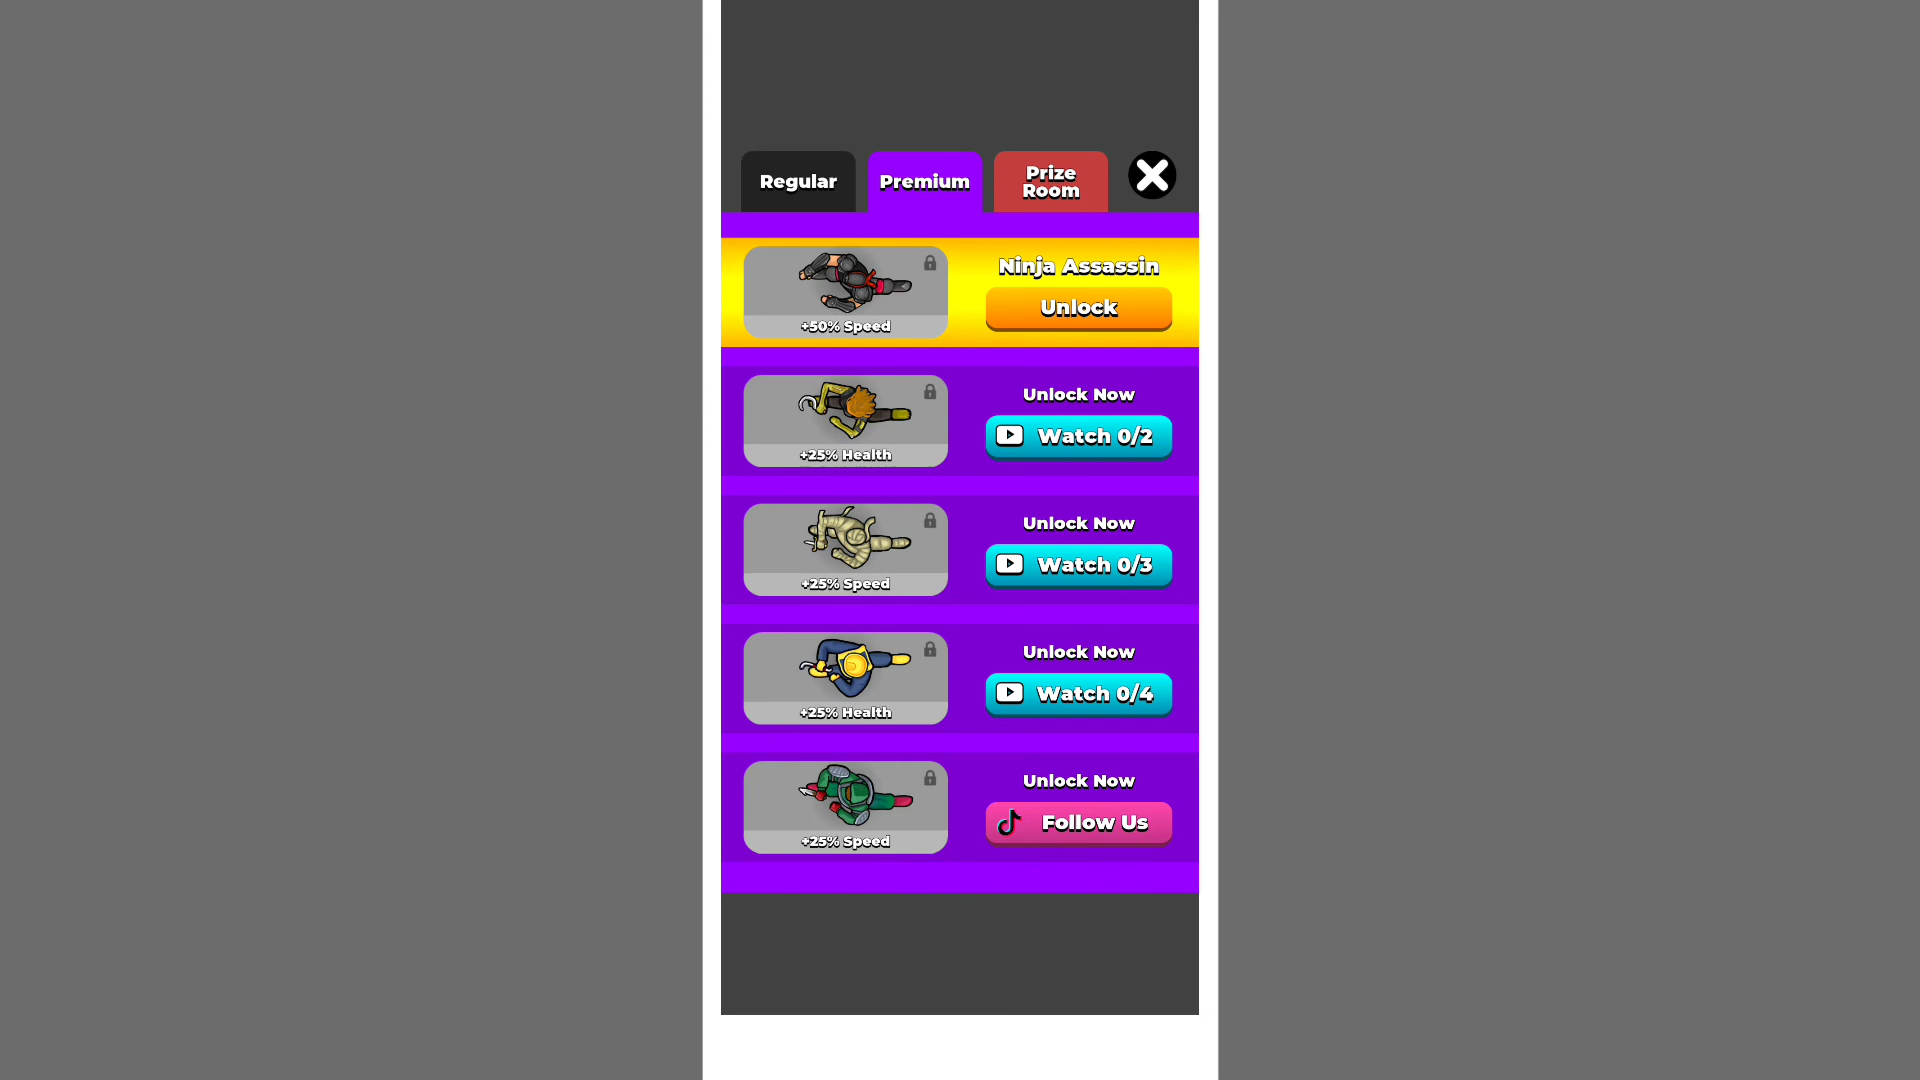 Regular
Premium
Prize
Room
Ninja Assassin
Unlock
+50% Speed
Unlock Now
Watch 0/2
+25% Health
Unlock Now
Watch 0/3
+25% Speed
Unlock Now
Watch 0/4
+25% Health
Unlock Now
Follow Us
+25% Speed